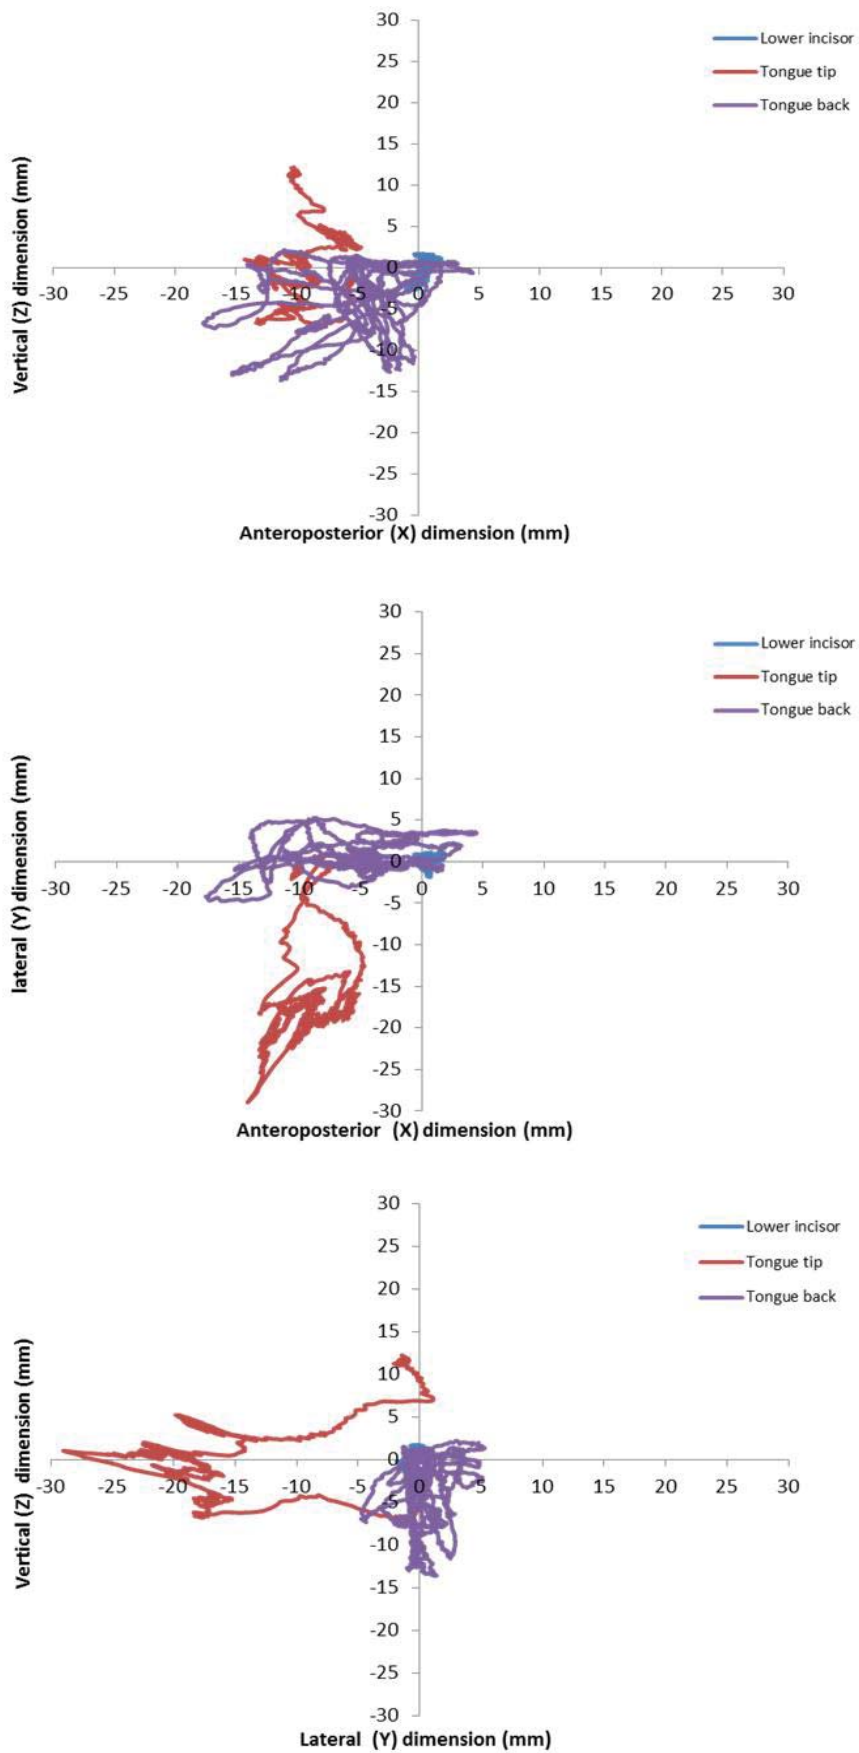 30
25
20
15
10
5
0
-30 -25 -20 -15 -10 -5 0 5 10 15 20 25 30
-5
-10
-15
-20
-25
-30
Lower incisor
Tongue tip
Tongue back
Vertical (Z) dimension (mm)
Anteroposterior (X) dimension (mm)
30
25
20
15
10
5
0
-30 -25 -20 -15 -10 -5 0 5 10 15 20 25 30
-5
-10
-15
-20
-25
-30
Lower incisor
Tongue tip
Tongue back
lateral (Y) dimension (mm)
Anteroposterior (X) dimension (mm)
30
25
20
15
10
5
0
-30 -25 -20 -15 -10 -5 0 5 10 15 20 25 30
-5
-10
-15
-20
-25
-30
Lower incisor
Tongue tip
Tongue back
Vertical (Z) dimension (mm)
Lateral (Y) dimension (mm)